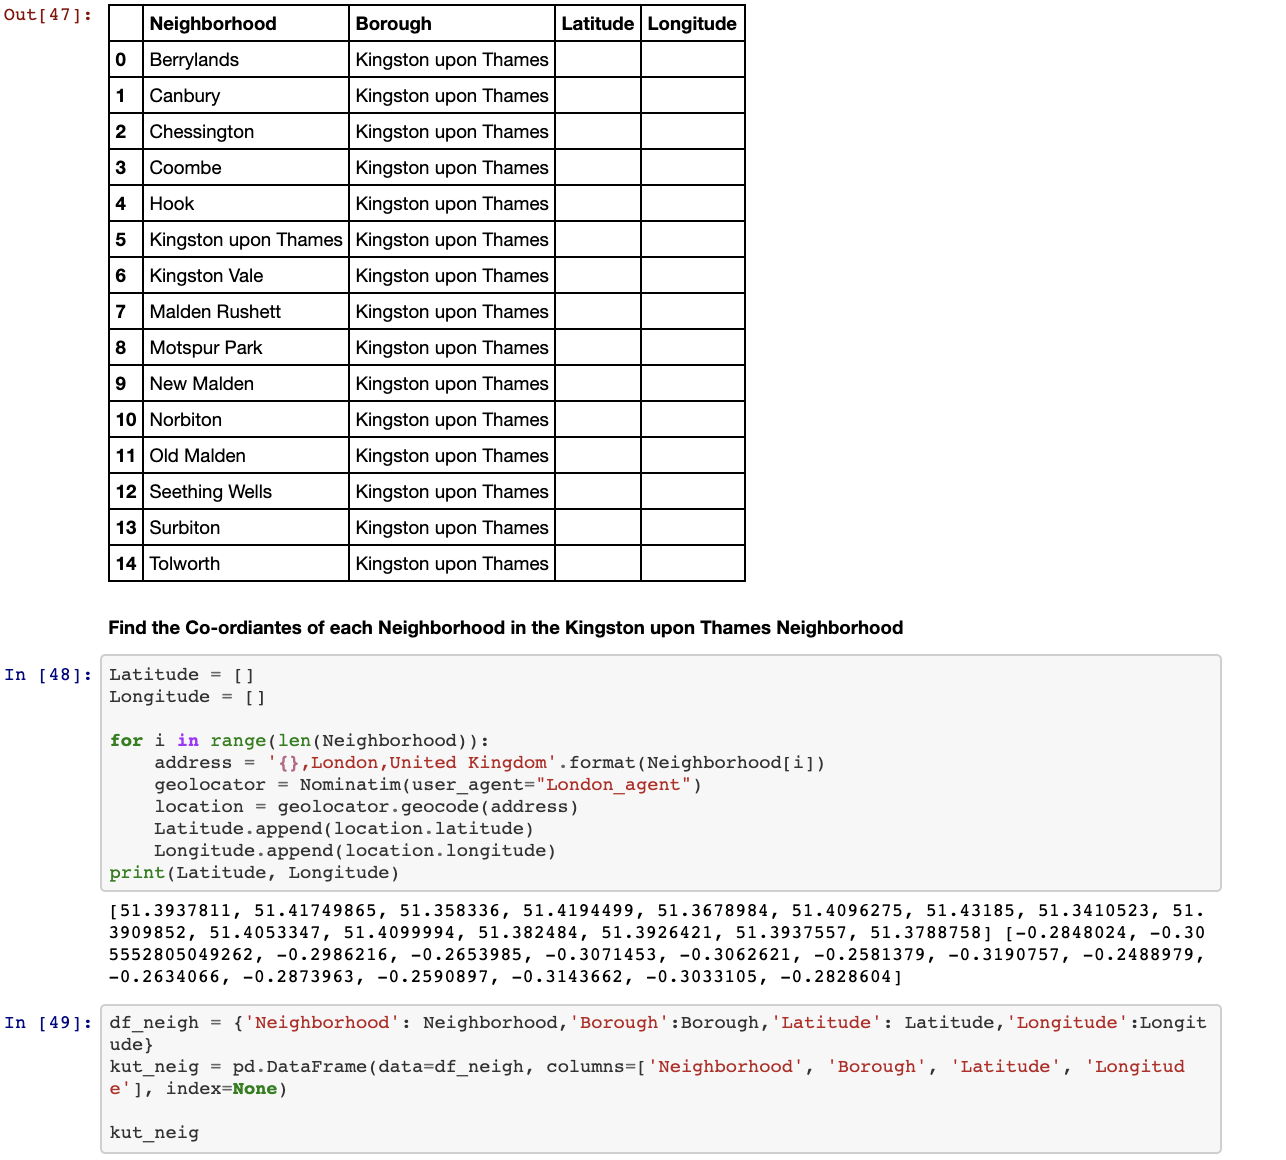 Out[47]:
Neighborhood Borough Latitude Longitude
0 Berrylands Kingston upon Thames
1 Canbury Kingston upon Thames
2 Chessington Kingston upon Thames
3 Coombe Kingston upon Thames
4 Hook Kingston upon Thames
5 Kingston upon Thames Kingston upon Thames
6 Kingston Vale Kingston upon Thames
7 Malden Rushett Kingston upon Thames
8 Motspur Park Kingston upon Thames
9 New Malden Kingston upon Thames
10 Norbiton Kingston upon Thames
11 Old Malden Kingston upon Thames
12 Seething Wells Kingston upon Thames
13 Surbiton Kingston upon Thames
14 Tolworth Kingston upon Thames
Find the Co-ordiantes of each Neighborhood in the Kingston upon Thames Neighborhood
In [48]:
Latitude = []
Longitude = []
for i in range(len(Neighborhood)):
    address = '{},London,United Kingdom'.format(Neighborhood[i])
    geolocator = Nominatim(user_agent="London_agent")
    location = geolocator.geocode(address)
    Latitude.append(location.latitude)
    Longitude.append(location.longitude)
print(Latitude, Longitude)
[51.3937811, 51.41749865, 51.358336, 51.4194499, 51.3678984, 51.4096275, 51.43185, 51.3410523, 51.
3909852, 51.4053347, 51.4099994, 51.382484, 51.3926421, 51.3937557, 51.3788758] [-0.2848024, -0.30
5552805049262, -0.2986216, -0.2653985, -0.3071453, -0.3062621, -0.2581379, -0.3190757, -0.2488979,
-0.2634066, -0.2873963, -0.2590897, -0.3143662, -0.3033105, -0.2828604]
In [49]:
df_neigh = {'Neighborhood': Neighborhood,'Borough':Borough,'Latitude': Latitude,'Longitude':Longit
ude}
kut_neig = pd.DataFrame(data=df_neigh, columns=['Neighborhood', 'Borough', 'Latitude', 'Longitud
e'], index=None)
kut_neig